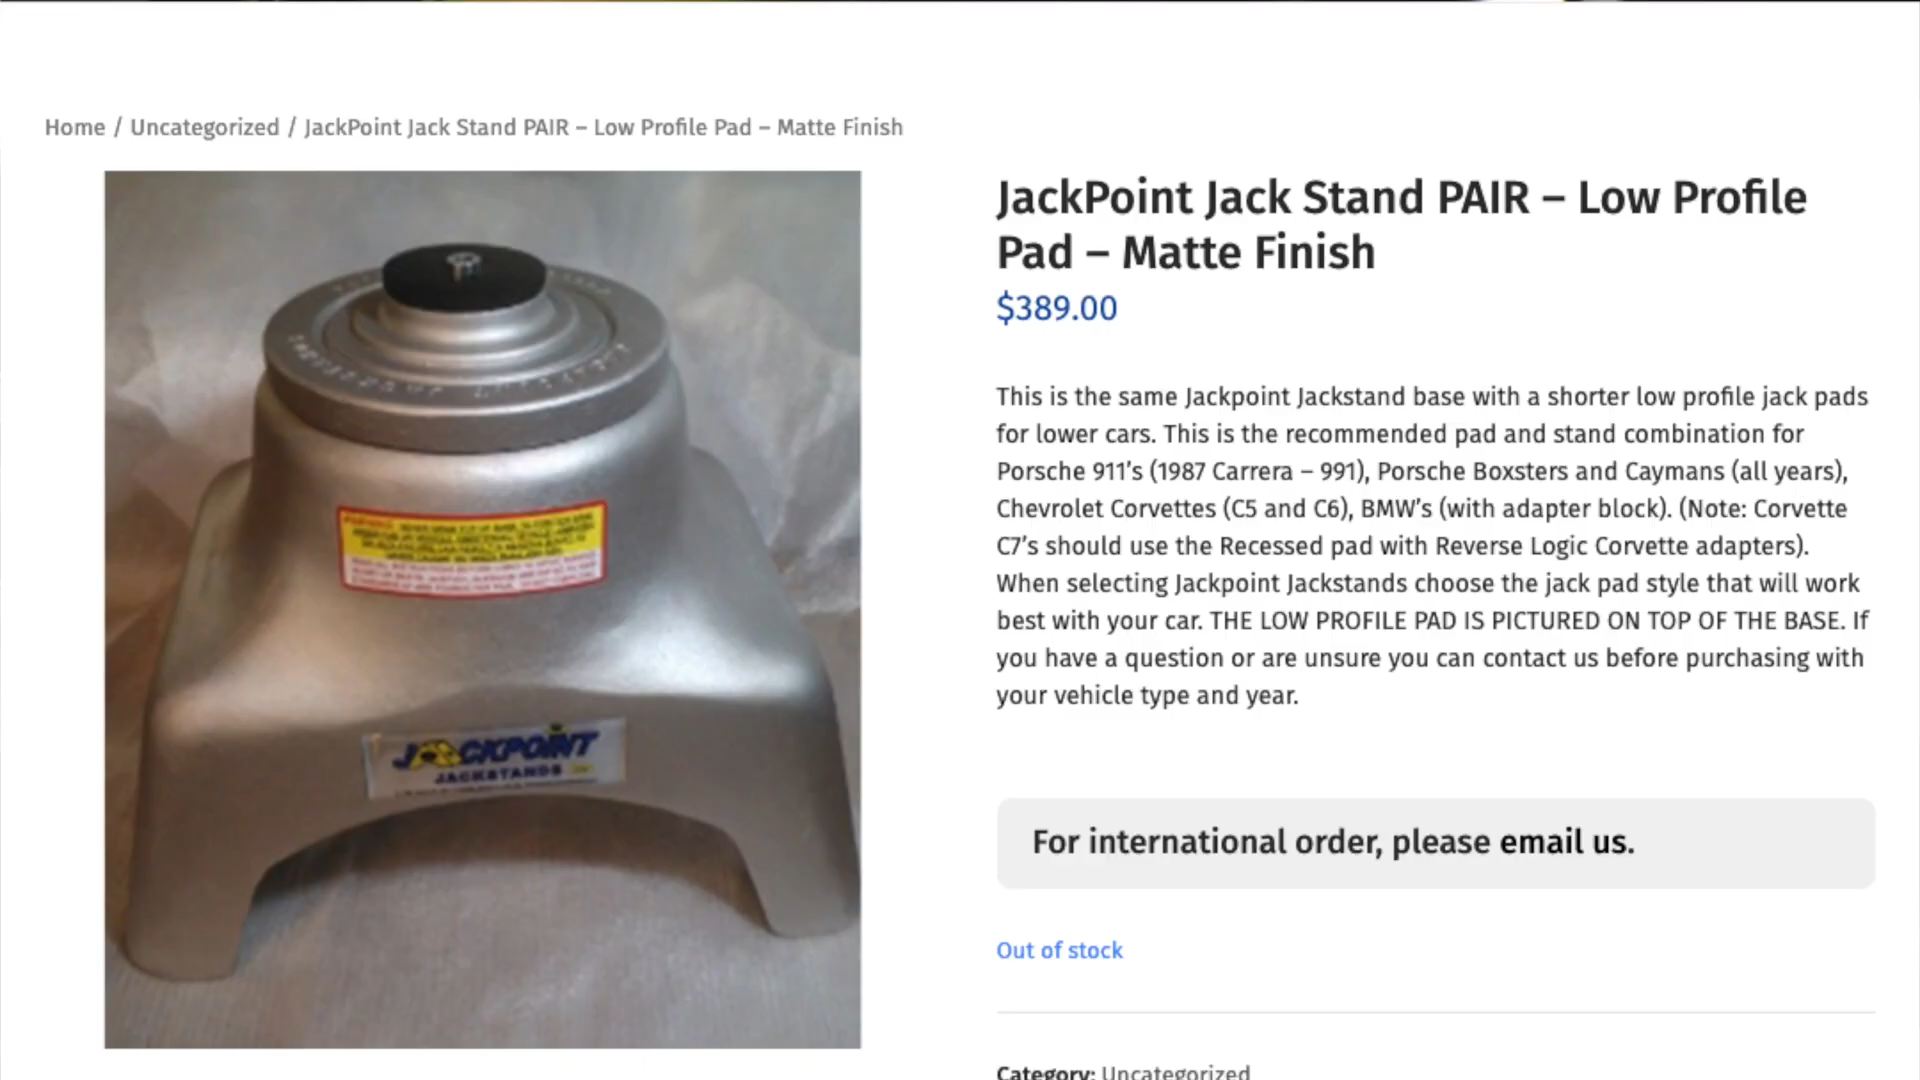 Home / Uncategorized / JackPoint Jack Stand PAIR – Low Profile Pad – Matte Finish
JackPoint Jack Stand PAIR – Low Profile
Pad – Matte Finish
$389.00
This is the same Jackpoint Jackstand base with a shorter low profile jack pads
for lower cars. This is the recommended pad and stand combination for
Porsche 911’s (1987 Carrera – 991), Porsche Boxsters and Caymans (all years),
Chevrolet Corvettes (C5 and C6), BMW’s (with adapter block). (Note: Corvette
C7’s should use the Recessed pad with Reverse Logic Corvette adapters).
When selecting Jackpoint Jackstands choose the jack pad style that will work
best with your car. THE LOW PROFILE PAD IS PICTURED ON TOP OF THE BASE. If
you have a question or are unsure you can contact us before purchasing with
your vehicle type and year.
For international order, please email us.
Out of stock
Category: Uncategorized
JACKPOINT
JACKSTANDS